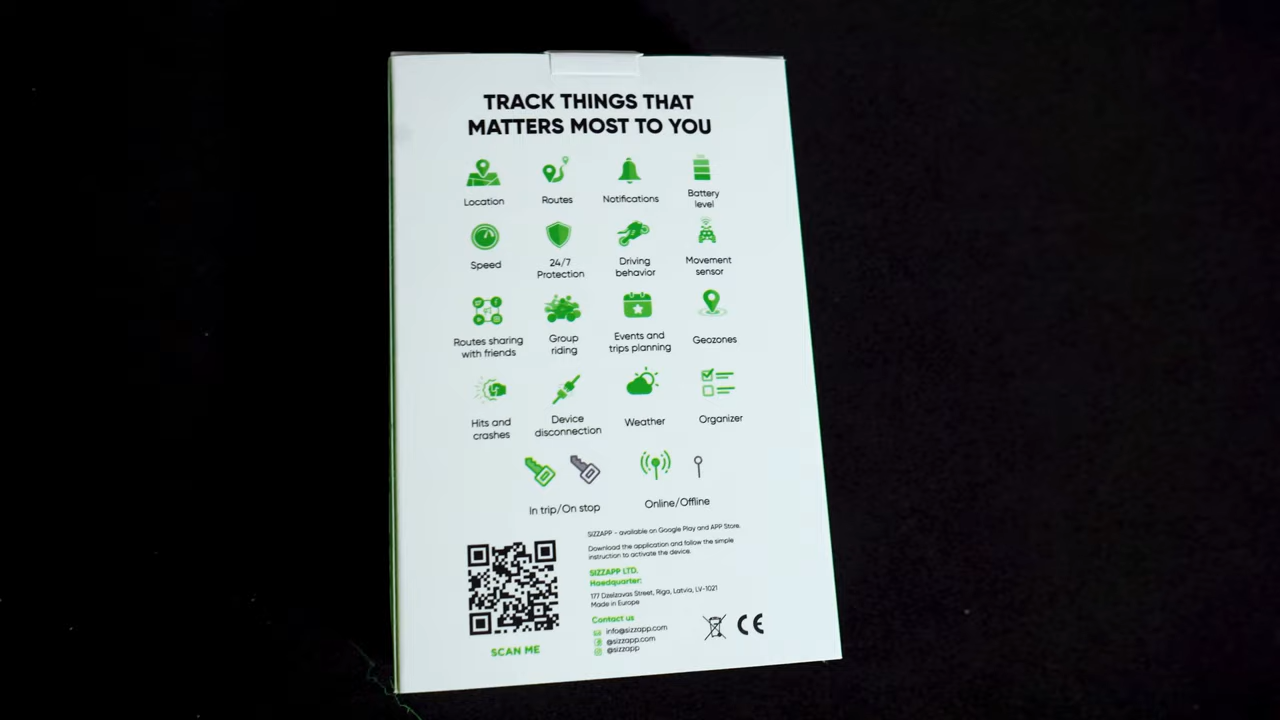 TRACK THINGS THAT
MATTERS MOST TO YOU
Location
Routes
Notifications
Battery
level
Speed
24/7
Protection
Driving
behavior
Movement
sensor
Routes sharing
with friends
Group
riding
Events and
trips planning
Geozones
Hits and
crashes
Device
disconnection
Weather
Organizer
In trip/On stop
Online/Offline
SIZZAPP - available on Google Play and APP Store.
Download the application and follow the simple
instruction to activate the device.
SIZZAPP LTD.
Haedquarter:
177 Dzelzavas Street, Riga, Latvia, LV-1021
Made in Europe
Contact us
info@sizzapp.com
@sizzapp.com
@sizzapp
SCAN ME
CE